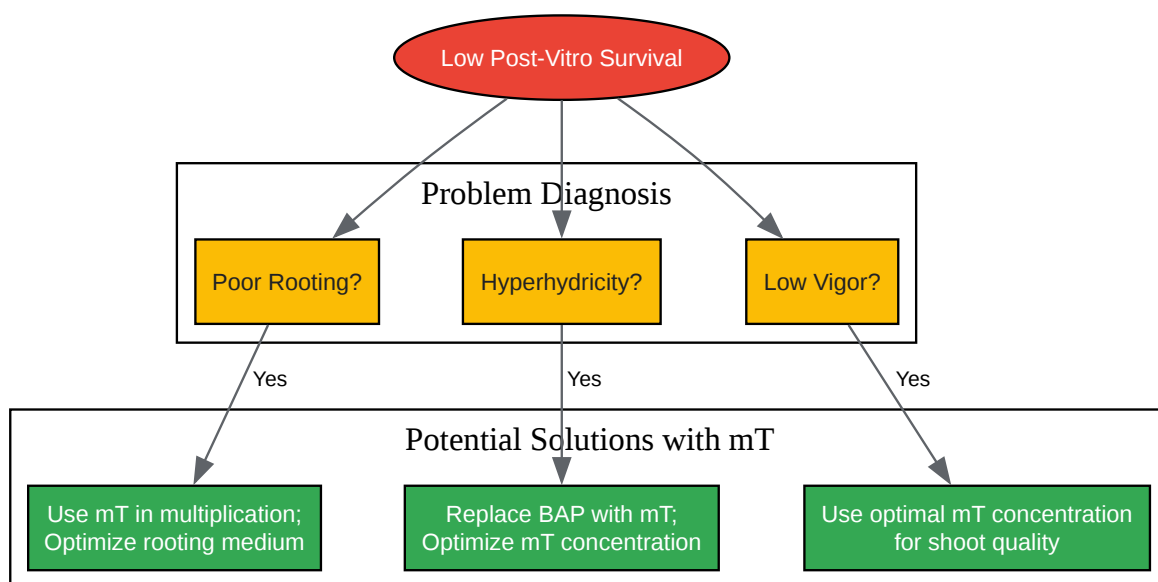 Low Post-Vitro Survival
Problem Diagnosis
Poor Rooting?
Hyperhydricity?
Low Vigor?
Yes
Yes
Yes
Potential Solutions with mT
Use mT in multiplication;
Optimize rooting medium
Replace BAP with mT;
Optimize mT concentration
Use optimal mT concentration
for shoot quality